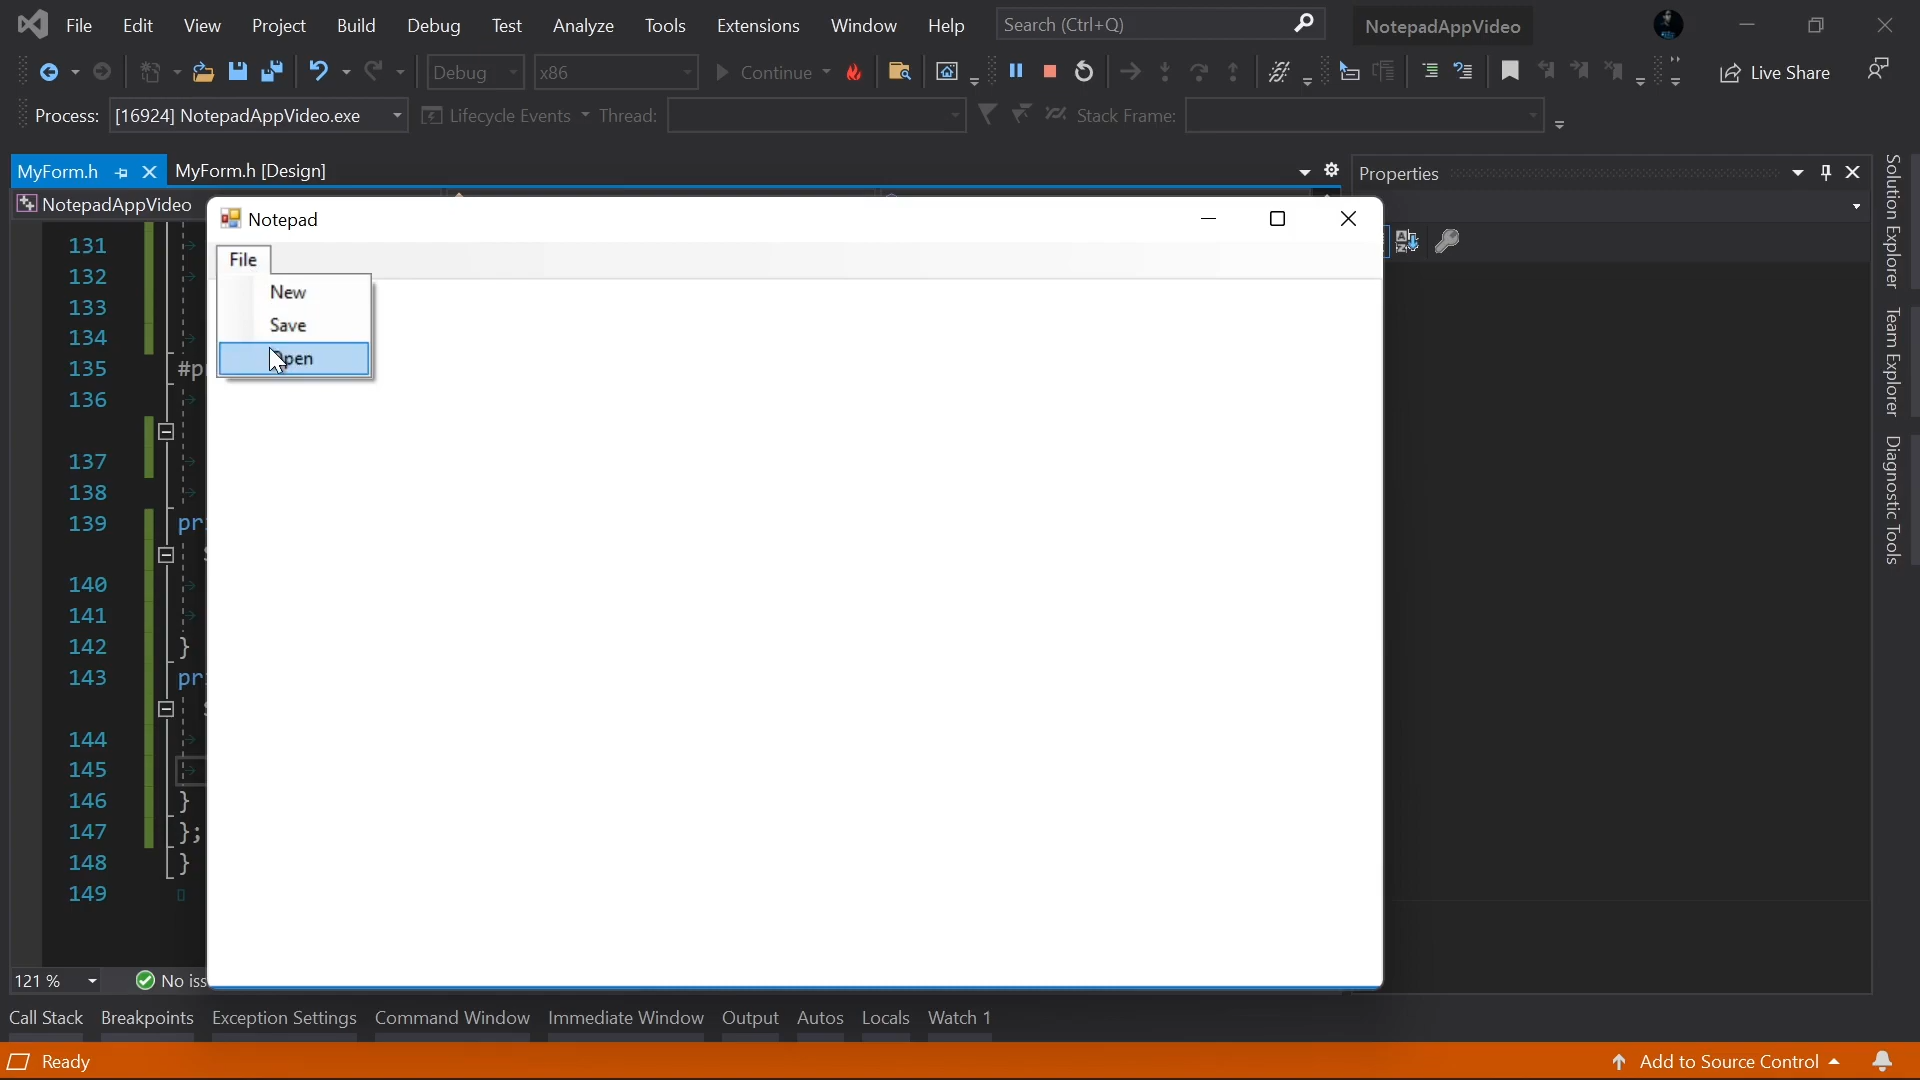 File Edit View Project Build Debug Test Analyze Tools Extensions Window Help Search (Ctrl+Q) NotepadAppVideo
Debug x86 Continue Live Share
Process: [16924] NotepadAppVideo.exe Lifecycle Events Thread: Stack Frame:
MyForm.h MyForm.h [Design] Properties
NotepadAppVideo
Notepad
File
New
Save
Open
131
132
133
134
135 #p
136
137
138
139 pr
140
141
142 }
143 pr
144
145
146 }
147 };
148 }
149
121 % No iss
Solution Explorer
Team Explorer
Diagnostic Tools
Call Stack Breakpoints Exception Settings Command Window Immediate Window Output Autos Locals Watch 1
Ready Add to Source Control